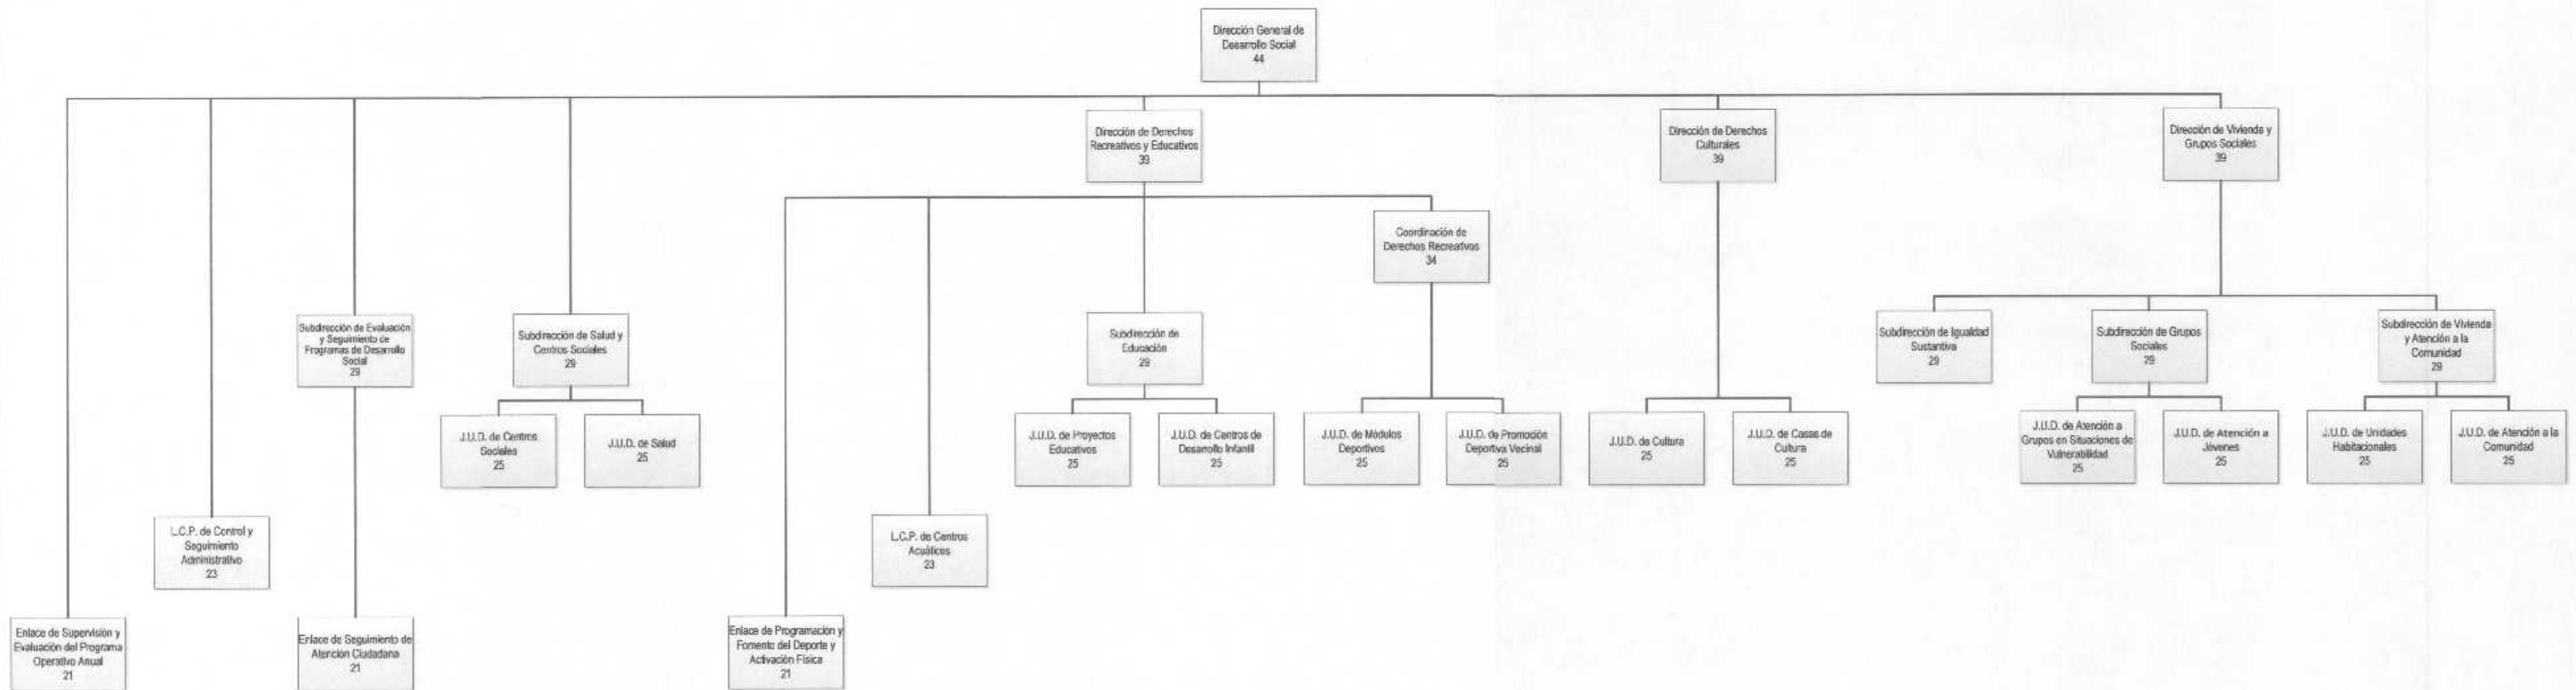 Dirección General de
Desarrollo Social
44
Dirección de Derechos
Recreativos y Educativos
39
Dirección de Derechos
Culturales
39
Dirección de Vivienda y
Grupos Sociales
39
Coordinación de
Derechos Recreativos
34
Subdirección de Evaluación
y Seguimiento de
Programas de Desarrollo
Social
29
Subdirección de Salud y
Centros Sociales
29
Subdirección de
Educación
29
Subdirección de Igualdad
Sustantiva
29
Subdirección de Grupos
Sociales
29
Subdirección de Vivienda
y Atención a la
Comunidad
29
J.U.D. de Centros
Sociales
25
J.U.D. de Salud
25
J.U.D. de Proyectos
Educativos
25
J.U.D. de Centros de
Desarrollo Infantil
25
J.U.D. de Módulos
Deportivos
25
J.U.D. de Promoción
Deportiva Vecinal
25
J.U.D. de Cultura
25
J.U.D. de Casas de
Cultura
25
J.U.D. de Atención a
Grupos en Situaciones de
Vulnerabilidad
25
J.U.D. de Atención a
Jóvenes
25
J.U.D. de Unidades
Habitacionales
25
J.U.D. de Atención a la
Comunidad
25
L.C.P. de Control y
Seguimiento
Administrativo
23
L.C.P. de Centros
Acuáticos
23
Enlace de Supervisión y
Evaluación del Programa
Operativo Anual
21
Enlace de Seguimiento de
Atención Ciudadana
21
Enlace de Programación y
Fomento del Deporte y
Activación Física
21